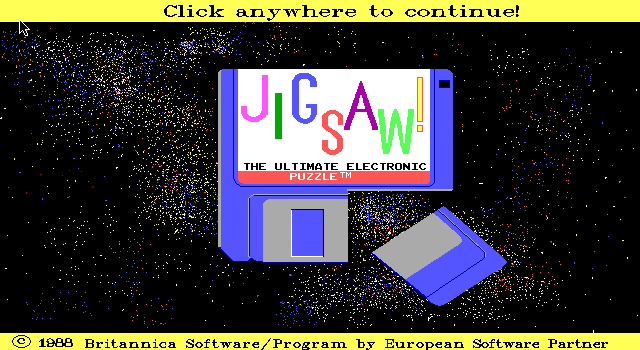 Click anywhere to continue!
JIGSAW!
THE ULTIMATE ELECTRONIC
PUZZLE™
© 1988 Britannica Software/Program by European Software Partner